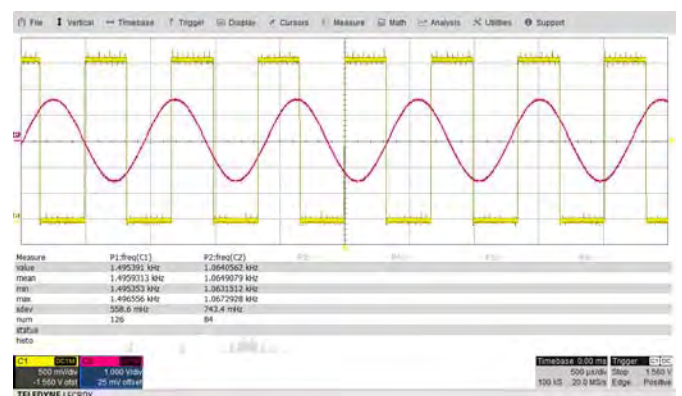 File Vertical Timebase Trigger Display Cursors Measure Math Analysis Utilities Support
Measure P1:freq(C1) P2:freq(C2)
value 1.495391 kHz 1.0640562 kHz
mean 1.4959313 kHz 1.0649079 kHz
min 1.495353 kHz 1.0631512 kHz
max 1.496556 kHz 1.0672928 kHz
sdev 558.6 mHz 743.4 mHz
num 126 84
status
histo
C1 DC1M
500 mV/div 1.000 V/div
-1.560 V ofst 25 mV offset
Timebase 0.00 ms Trigger C1 DC
500 µs/div Stop 1.560 V
100 kS 20.0 MS/s Edge Positive
TELEDYNE LECROY